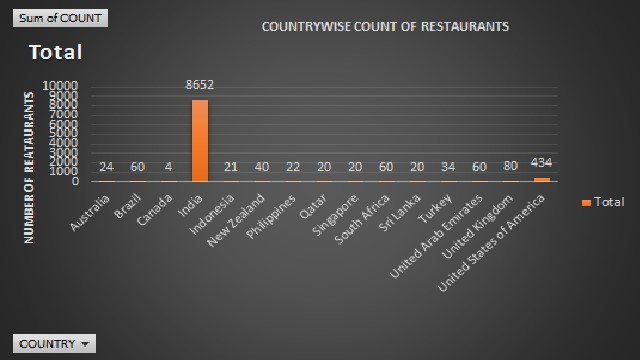 Sum of COUNT
COUNTRYWISE COUNT OF RESTAURANTS
Total
NUMBER OF REATAURANTS
10000
9000
8000
7000
6000
5000
4000
3000
2000
1000
0
24
60
4
8652
21
40
22
20
20
60
20
34
60
80
434
Australia
Brazil
Canada
India
Indonesia
New Zealand
Philippines
Qatar
Singapore
South Africa
Sri Lanka
Turkey
United Arab Emirates
United Kingdom
United States of America
Total
COUNTRY